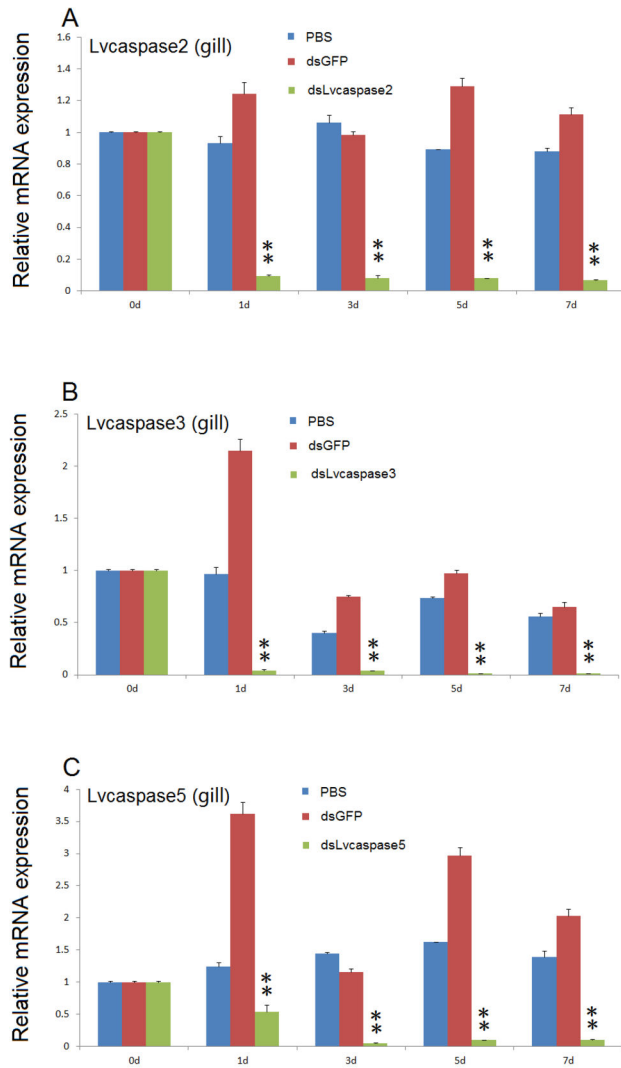 A
Lvcaspase2 (gill)
PBS
dsGFP
dsLvcaspase2
Relative mRNA expression
1.6
1.4
1.2
1
0.8
0.6
0.4
0.2
0
** ** ** **
0d 1d 3d 5d 7d
B
Lvcaspase3 (gill)
PBS
dsGFP
dsLvcaspase3
Relative mRNA expression
2.5
2
1.5
1
0.5
0
** ** ** **
0d 1d 3d 5d 7d
C
Lvcaspase5 (gill)
PBS
dsGFP
dsLvcaspase5
Relative mRNA expression
4
3.5
3
2.5
2
1.5
1
0.5
0
** ** ** **
0d 1d 3d 5d 7d